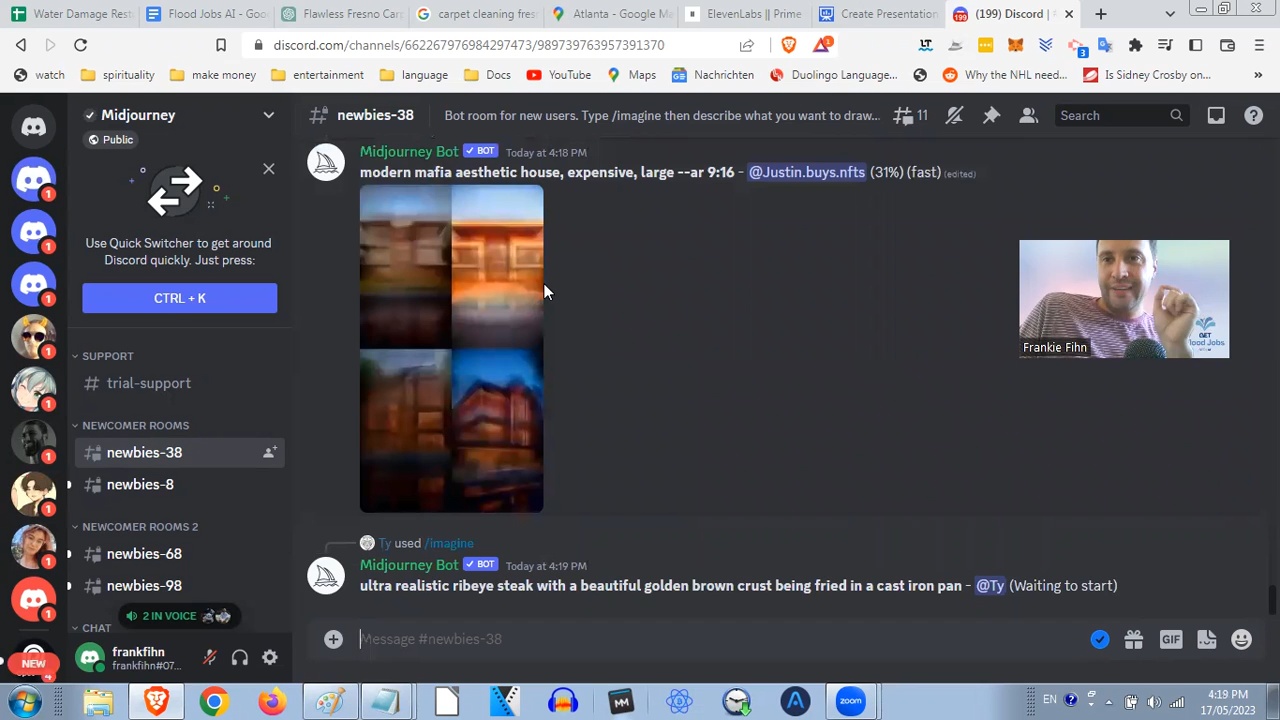 Water Damage Rest
Flood Jobs AI - Goo
Flawless Fresno Carp
carpet cleaning fres
Atlanta - Google Ma
ElevenLabs || Prime
Create Presentation
(199) Discord |
discord.com/channels/662267976984297473/989739763957391370
3
watch
spirituality
make money
entertainment
language
Docs
YouTube
Maps
Nachrichten
Duolingo Language...
Why the NHL need...
Is Sidney Crosby on...
»
Midjourney
Public
Use Quick Switcher to get around
Discord quickly. Just press:
CTRL + K
SUPPORT
trial-support
NEWCOMER ROOMS
newbies-38
newbies-8
NEWCOMER ROOMS 2
newbies-68
newbies-98
2 IN VOICE
CHAT
NEW
frankfihn
frankfihn#07...
newbies-38
Bot room for new users. Type /imagine then describe what you want to draw...
11
Search
Midjourney Bot ✓ BOT Today at 4:18 PM
modern mafia aesthetic house, expensive, large --ar 9:16 - @Justin.buys.nfts (31%) (fast) (edited)
Frankie Fihn
Ty used /imagine
Midjourney Bot ✓ BOT Today at 4:19 PM
ultra realistic ribeye steak with a beautiful golden brown crust being fried in a cast iron pan - @Ty (Waiting to start)
Message #newbies-38
GIF
zoom
EN
4:19 PM
17/05/2023